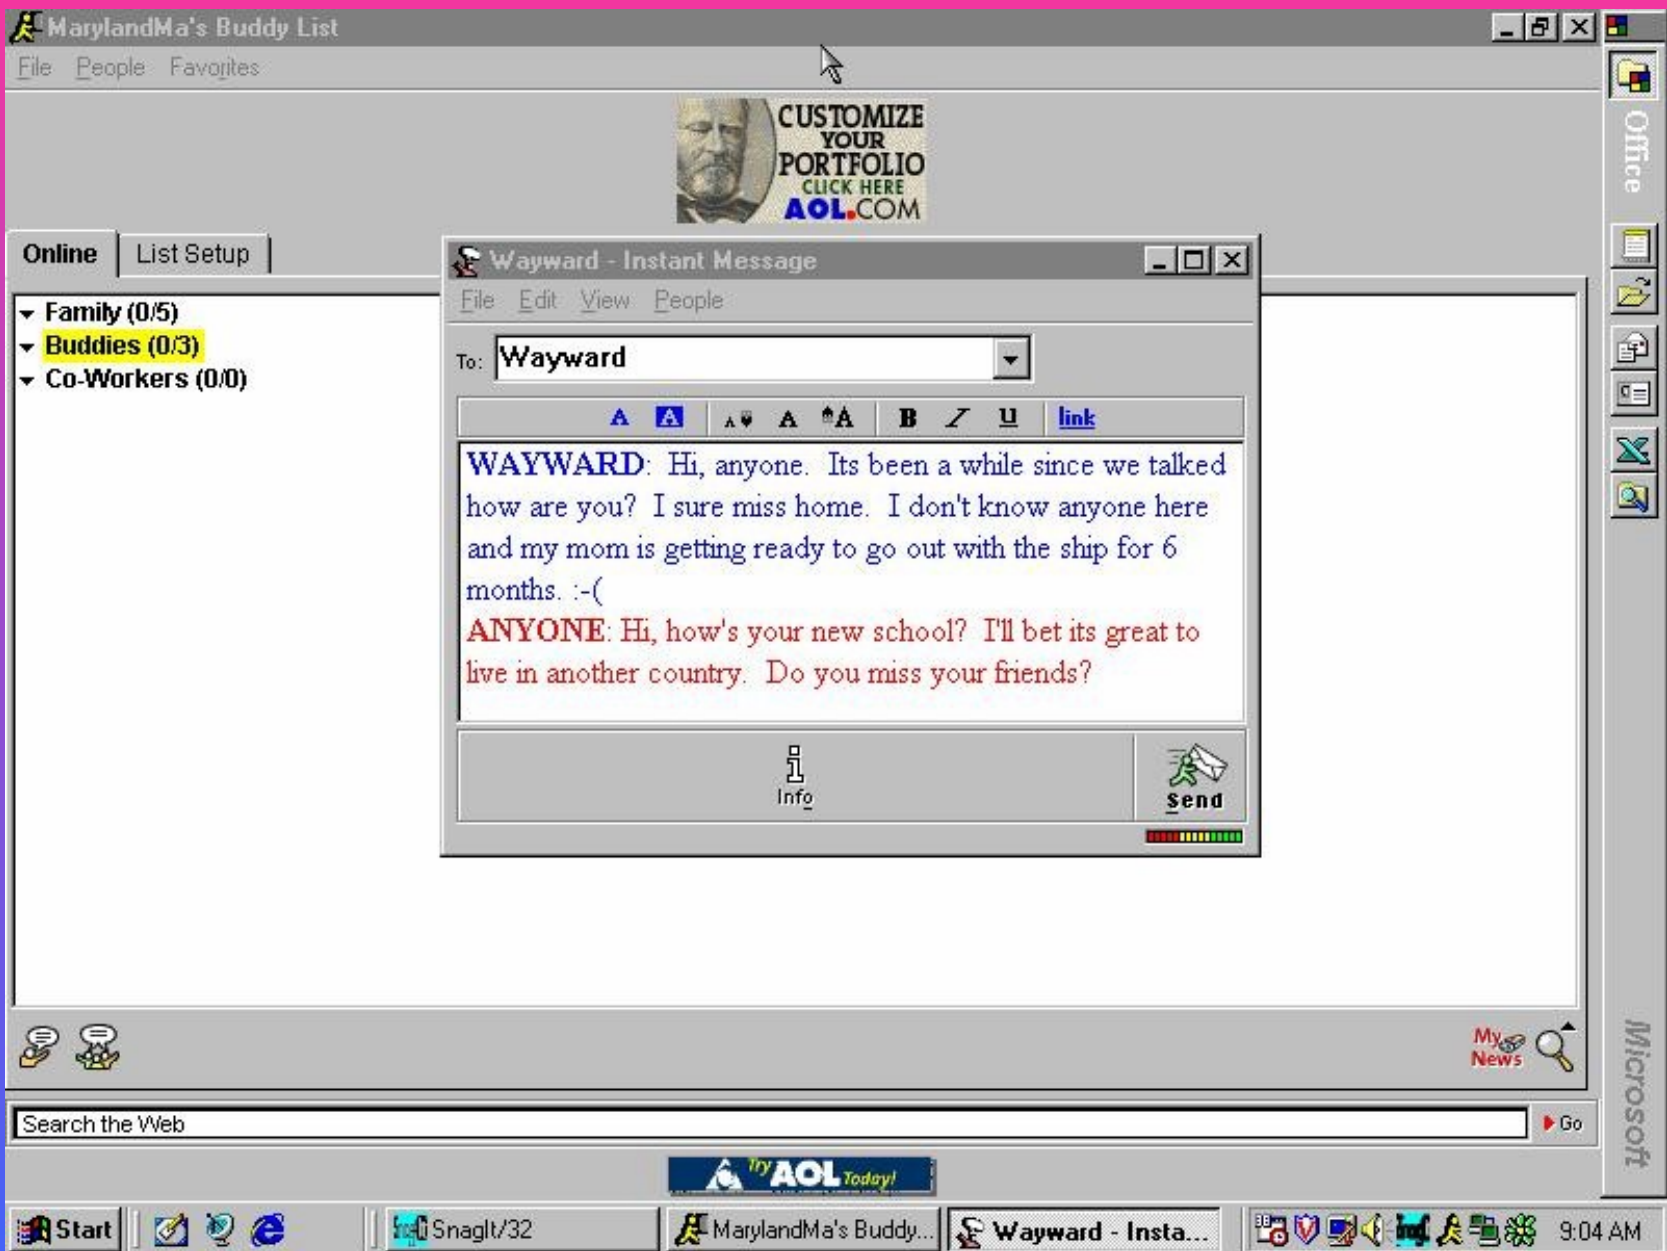 MarylandMa's Buddy List
File People Favorites
CUSTOMIZE
YOUR
PORTFOLIO
CLICK HERE
AOL.COM
Office
Online List Setup
Family (0/5)
Buddies (0/3)
Co-Workers (0/0)
Wayward - Instant Message
File Edit View People
To: Wayward
A A A A A B I U link
WAYWARD: Hi, anyone. Its been a while since we talked
how are you? I sure miss home. I don't know anyone here
and my mom is getting ready to go out with the ship for 6
months. :-(
ANYONE: Hi, how's your new school? I'll bet its great to
live in another country. Do you miss your friends?
Info
Send
My
News
Microsoft
Search the Web
Go
Try AOL Today!
Start
SnagIt/32
MarylandMa's Buddy...
Wayward - Insta...
9:04 AM